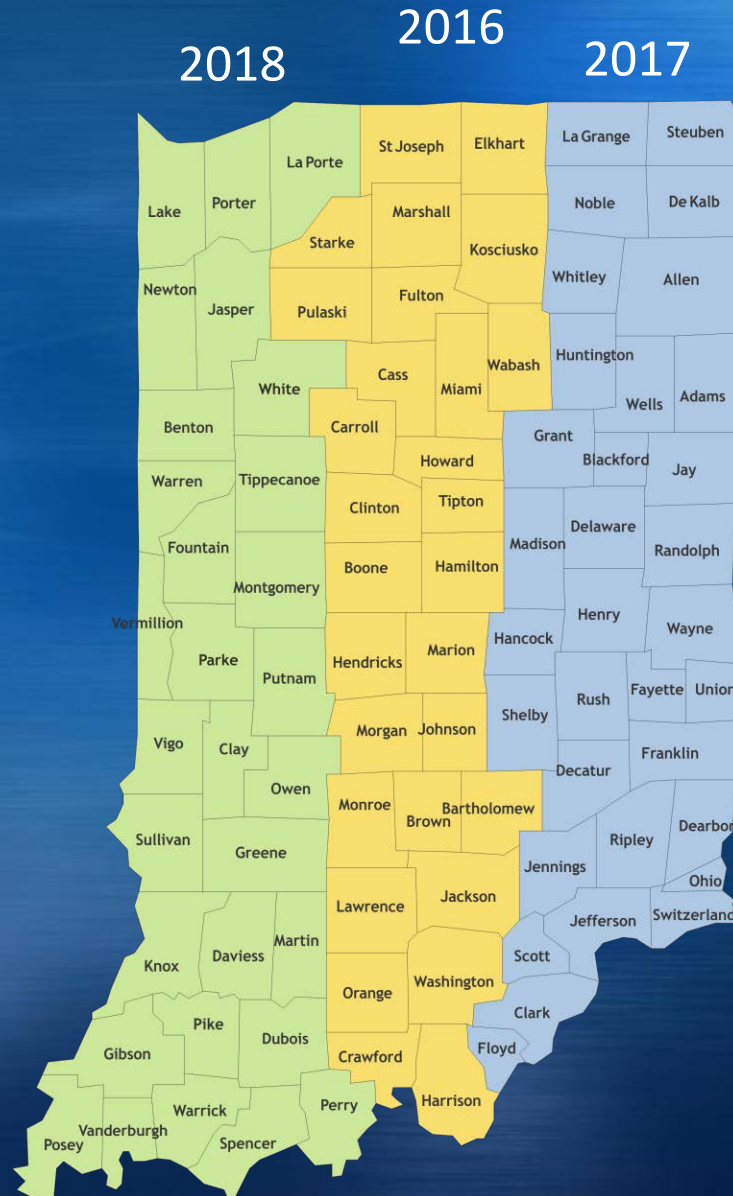 2018
2016
2017
St Joseph
Elkhart
La Grange
Steuben
La Porte
Lake
Porter
Marshall
Noble
De Kalb
Starke
Kosciusko
Newton
Jasper
Pulaski
Fulton
Whitley
Allen
White
Cass
Miami
Wabash
Huntington
Wells
Adams
Benton
Carroll
Grant
Blackford
Jay
Warren
Tippecanoe
Howard
Clinton
Tipton
Madison
Delaware
Randolph
Fountain
Montgomery
Boone
Hamilton
Henry
Wayne
Vermillion
Parke
Putnam
Hendricks
Marion
Hancock
Rush
Fayette
Union
Shelby
Vigo
Clay
Morgan
Johnson
Decatur
Franklin
Owen
Monroe
Brown
Bartholomew
Sullivan
Greene
Jennings
Ripley
Dearbor
Ohio
Lawrence
Jackson
Jefferson
Switzerland
Knox
Daviess
Martin
Orange
Washington
Scott
Clark
Gibson
Pike
Dubois
Crawford
Floyd
Harrison
Posey
Vanderburgh
Warrick
Spencer
Perry